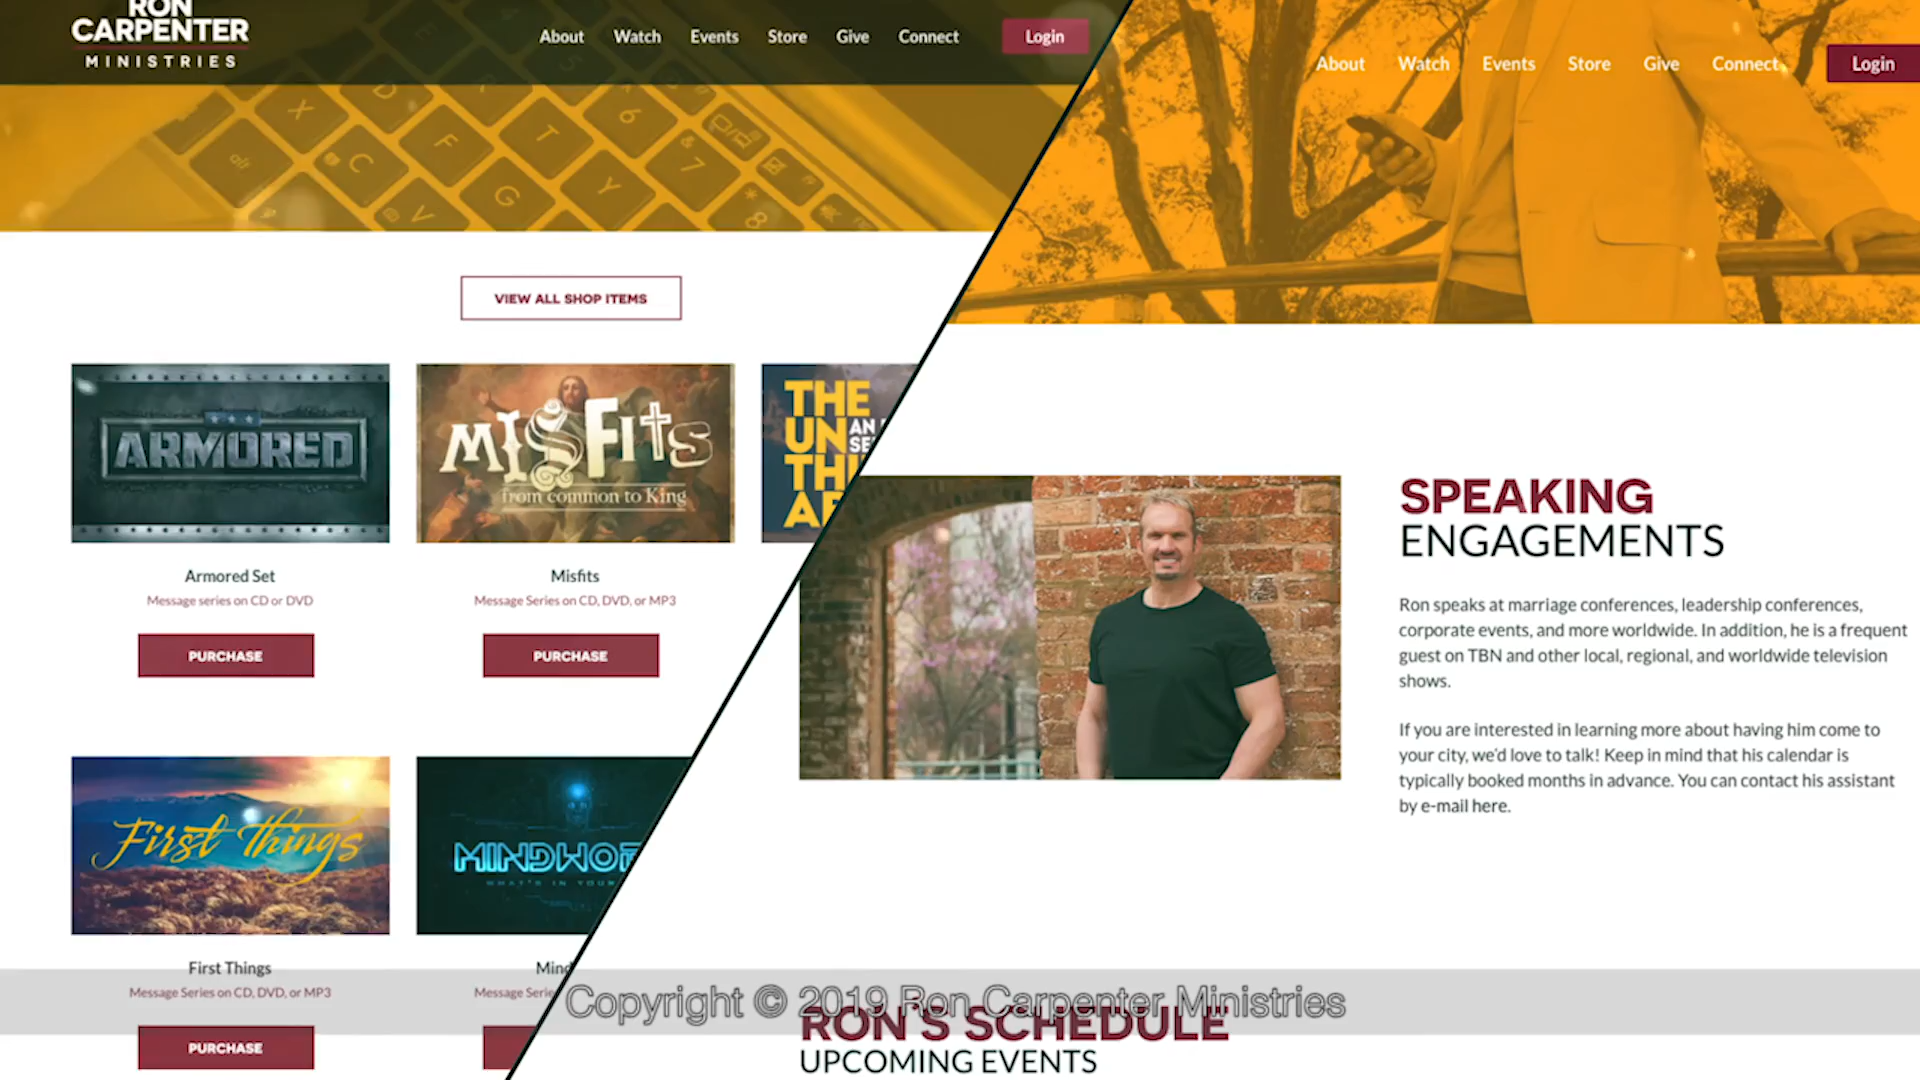 RON
CARPENTER
MINISTRIES
About Watch Events Store Give Connect Login
About Watch Events Store Give Connect Login
VIEW ALL SHOP ITEMS
ARMORED
MISFITS
from common to King
THE
UN
AN
Armored Set
Message series on CD or DVD
PURCHASE
Misfits
Message Series on CD, DVD, or MP3
PURCHASE
First Things
First Things
Message Series on CD, DVD, or MP3
PURCHASE
WHAT'S IN YOUR
Message
SPEAKING
ENGAGEMENTS
Ron speaks at marriage conferences, leadership conferences,
corporate events, and more worldwide. In addition, he is a frequent
guest on TBN and other local, regional, and worldwide television
shows.
If you are interested in learning more about having him come to
your city, we'd love to talk! Keep in mind that his calendar is
typically booked months in advance. You can contact his assistant
by e-mail here.
Copyright © 2019 Ron Carpenter Ministries
RON'S SCHEDULE
UPCOMING EVENTS